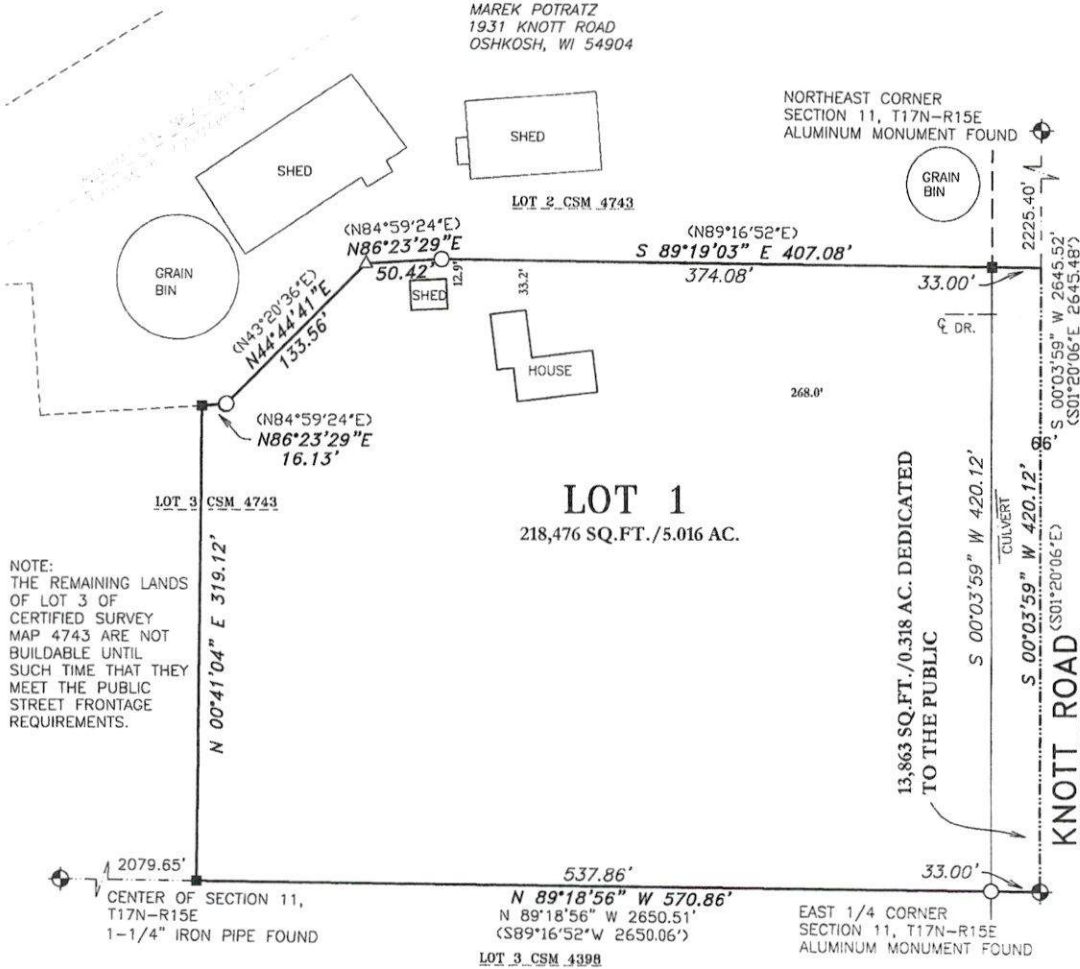 MAREK POTRATZ
1931 KNOTT ROAD
OSHKOSH, WI 54904
NORTHEAST CORNER
SECTION 11, T17N-R15E
ALUMINUM MONUMENT FOUND
SHED
SHED
GRAIN
BIN
LOT 2 CSM 4743
2225.40'
(N84°59'24"E)
N86°23'29"E
50.42'
(N89°16'52"E)
S 89°19'03" E 407.08'
374.08'
33.00'
GRAIN
BIN
SHED
12.9'
33.2'
(N43°20'36"E)
N44°44'41"E
133.56'
S 00°03'59" W 2645.52'
(S01°20'06"E 2645.48')
℄ DR.
HOUSE
268.0'
(N84°59'24"E)
N86°23'29"E
16.13'
66'
LOT 3 CSM 4743
LOT 1
218,476 SQ.FT./5.016 AC.
13,863 SQ.FT./0.318 AC. DEDICATED
TO THE PUBLIC
S 00°03'59" W 420.12'
CULVERT
S 00°03'59" W 420.12'
(S01°20'06"E)
KNOTT ROAD
NOTE:
THE REMAINING LANDS
OF LOT 3 OF
CERTIFIED SURVEY
MAP 4743 ARE NOT
BUILDABLE UNTIL
SUCH TIME THAT THEY
MEET THE PUBLIC
STREET FRONTAGE
REQUIREMENTS.
N 00°41'04" E 319.12'
2079.65'
CENTER OF SECTION 11,
T17N-R15E
1-1/4" IRON PIPE FOUND
537.86'
N 89°18'56" W 570.86'
N 89°18'56" W 2650.51'
(S89°16'52"W 2650.06')
LOT 3 CSM 4398
33.00'
EAST 1/4 CORNER
SECTION 11, T17N-R15E
ALUMINUM MONUMENT FOUND